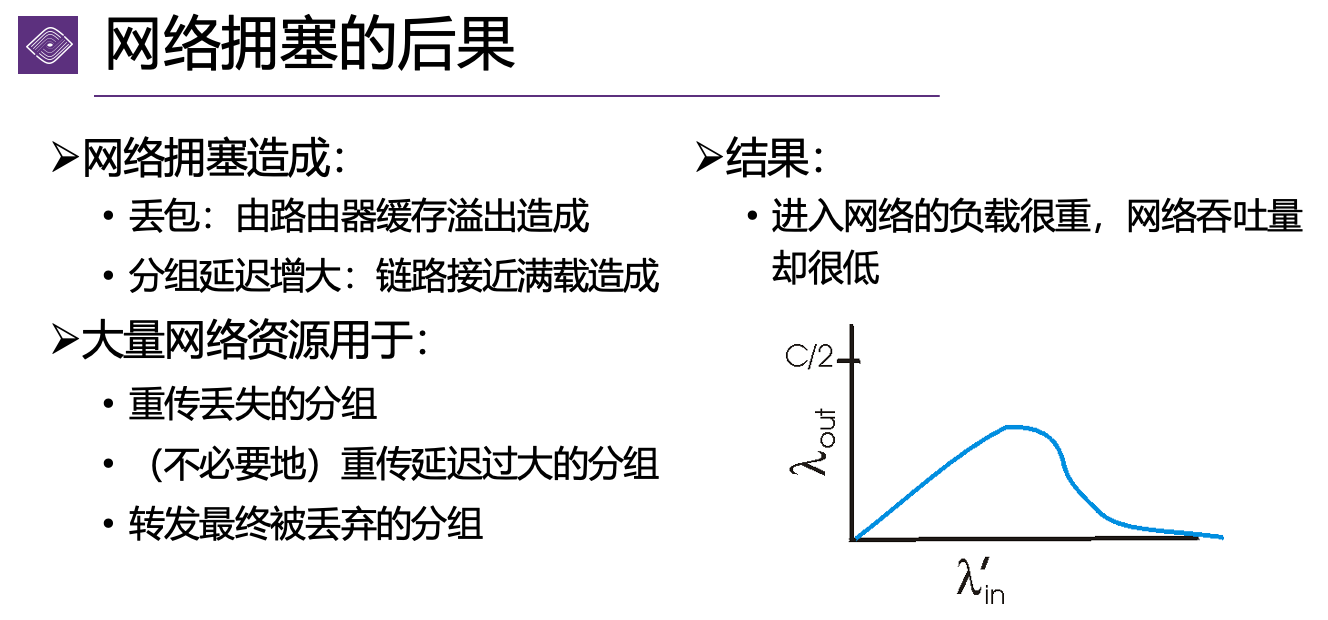 网络拥塞的后果
➢网络拥塞造成：
• 丢包：由路由器缓存溢出造成
• 分组延迟增大：链路接近满载造成
➢大量网络资源用于：
• 重传丢失的分组
• （不必要地）重传延迟过大的分组
• 转发最终被丢弃的分组
➢结果：
• 进入网络的负载很重，网络吞吐量
却很低
C/2
λout
λ′in